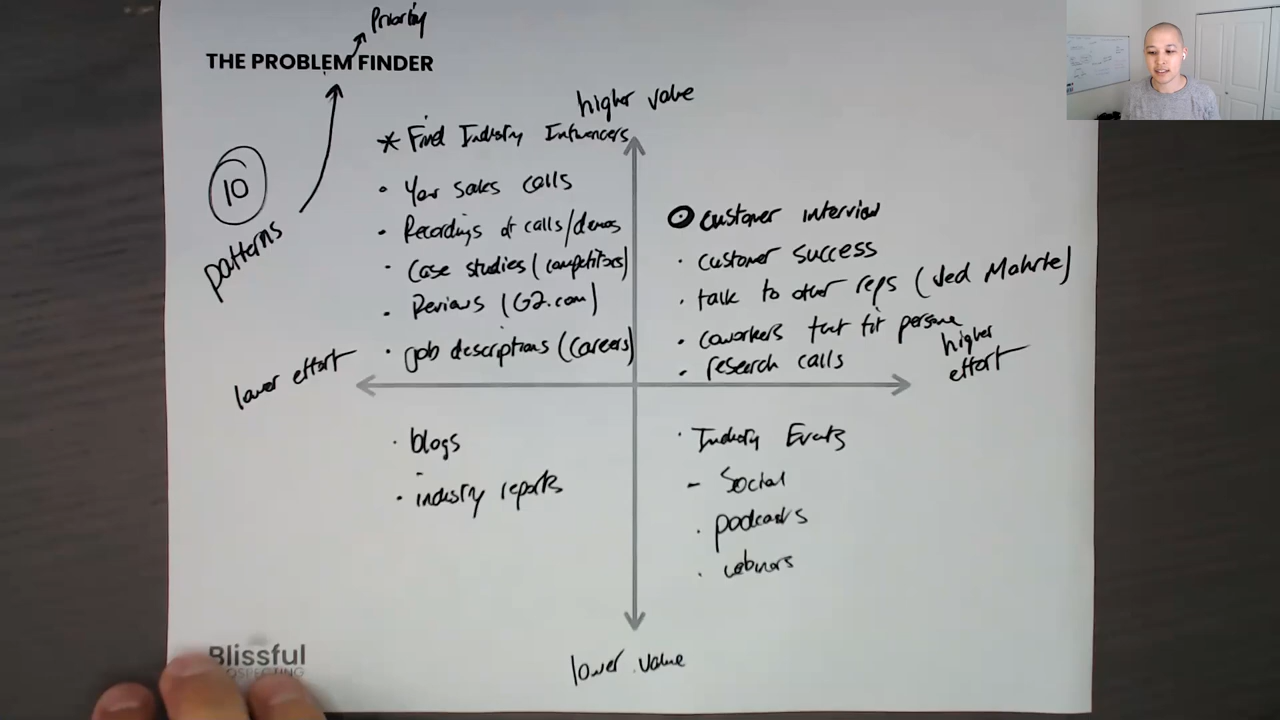 Priority
THE PROBLEM FINDER
10
patterns
higher value
* Find Industry Influencers
• Your sales calls
• Recordings of calls/demos
• Case studies (competitors)
• Reviews (G2.com)
• job descriptions (careers)
customer interview
• customer success
• talk to other reps (Jed Mahrle)
• coworkers that fit persona
• research calls
lower effort
higher
effort
• blogs
• industry reports
• Industry Events
- Social
• podcasts
• webinars
lower value
Blissful